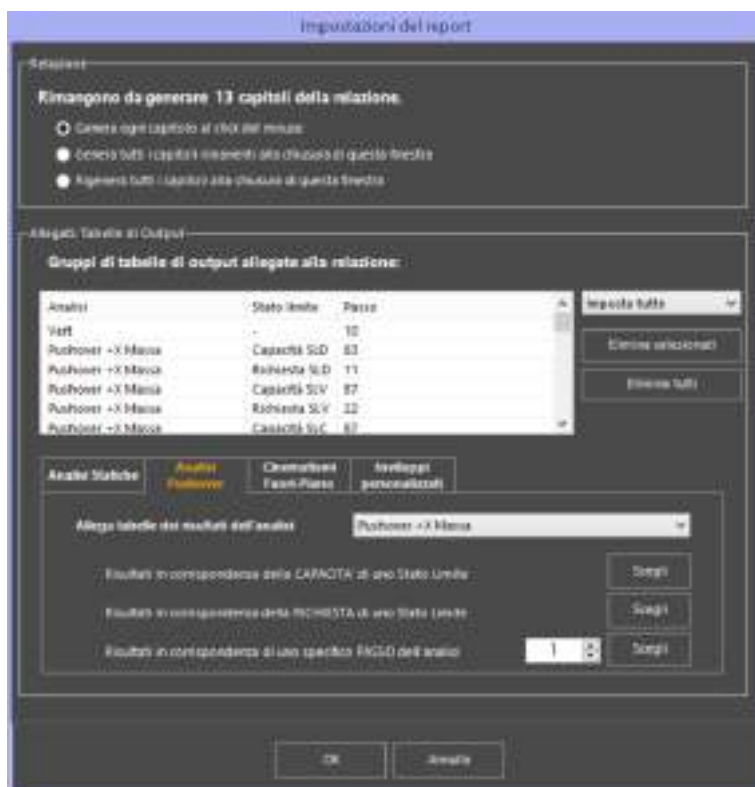 Impostazioni del report
Relazione
Rimangono da generare 13 capitoli della relazione.
Genera ogni capitolo al click del mouse
Genera tutti i capitoli rimanenti alla chiusura di questa finestra
Rigenera tutti i capitoli alla chiusura di questa finestra
Allegati: Tabelle di Output
Gruppi di tabelle di output allegate alla relazione:
Analisi Stato limite Passo
Vert - 10
Pushover +X Massa Capacità SLD 63
Pushover +X Massa Richiesta SLD 11
Pushover +X Massa Capacità SLV 87
Pushover +X Massa Richiesta SLV 22
Pushover +X Massa Capacità SLC
Imposta tutto
Elimina selezionati
Elimina tutti
Analisi Statiche
Analisi Pushover
Cinematismi Fuori-Piano
Inviluppi personalizzati
Allega tabelle dei risultati dell'analisi Pushover +X Massa
Risultati in corrispondenza della CAPACITA' di uno Stato Limite Scegli
Risultati in corrispondenza della RICHIESTA di uno Stato Limite Scegli
Risultati in corrispondenza di uno specifico PASSO dell'analisi 1 Scegli
OK Annulla